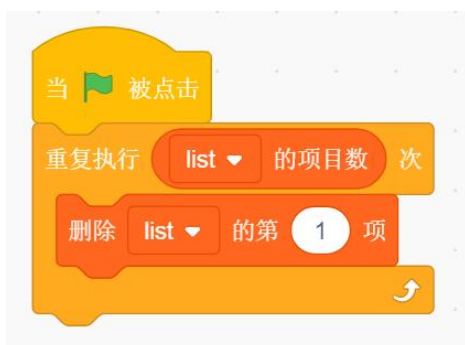 当 被点击
重复执行 list 的项目数 次
删除 list 的第 1 项